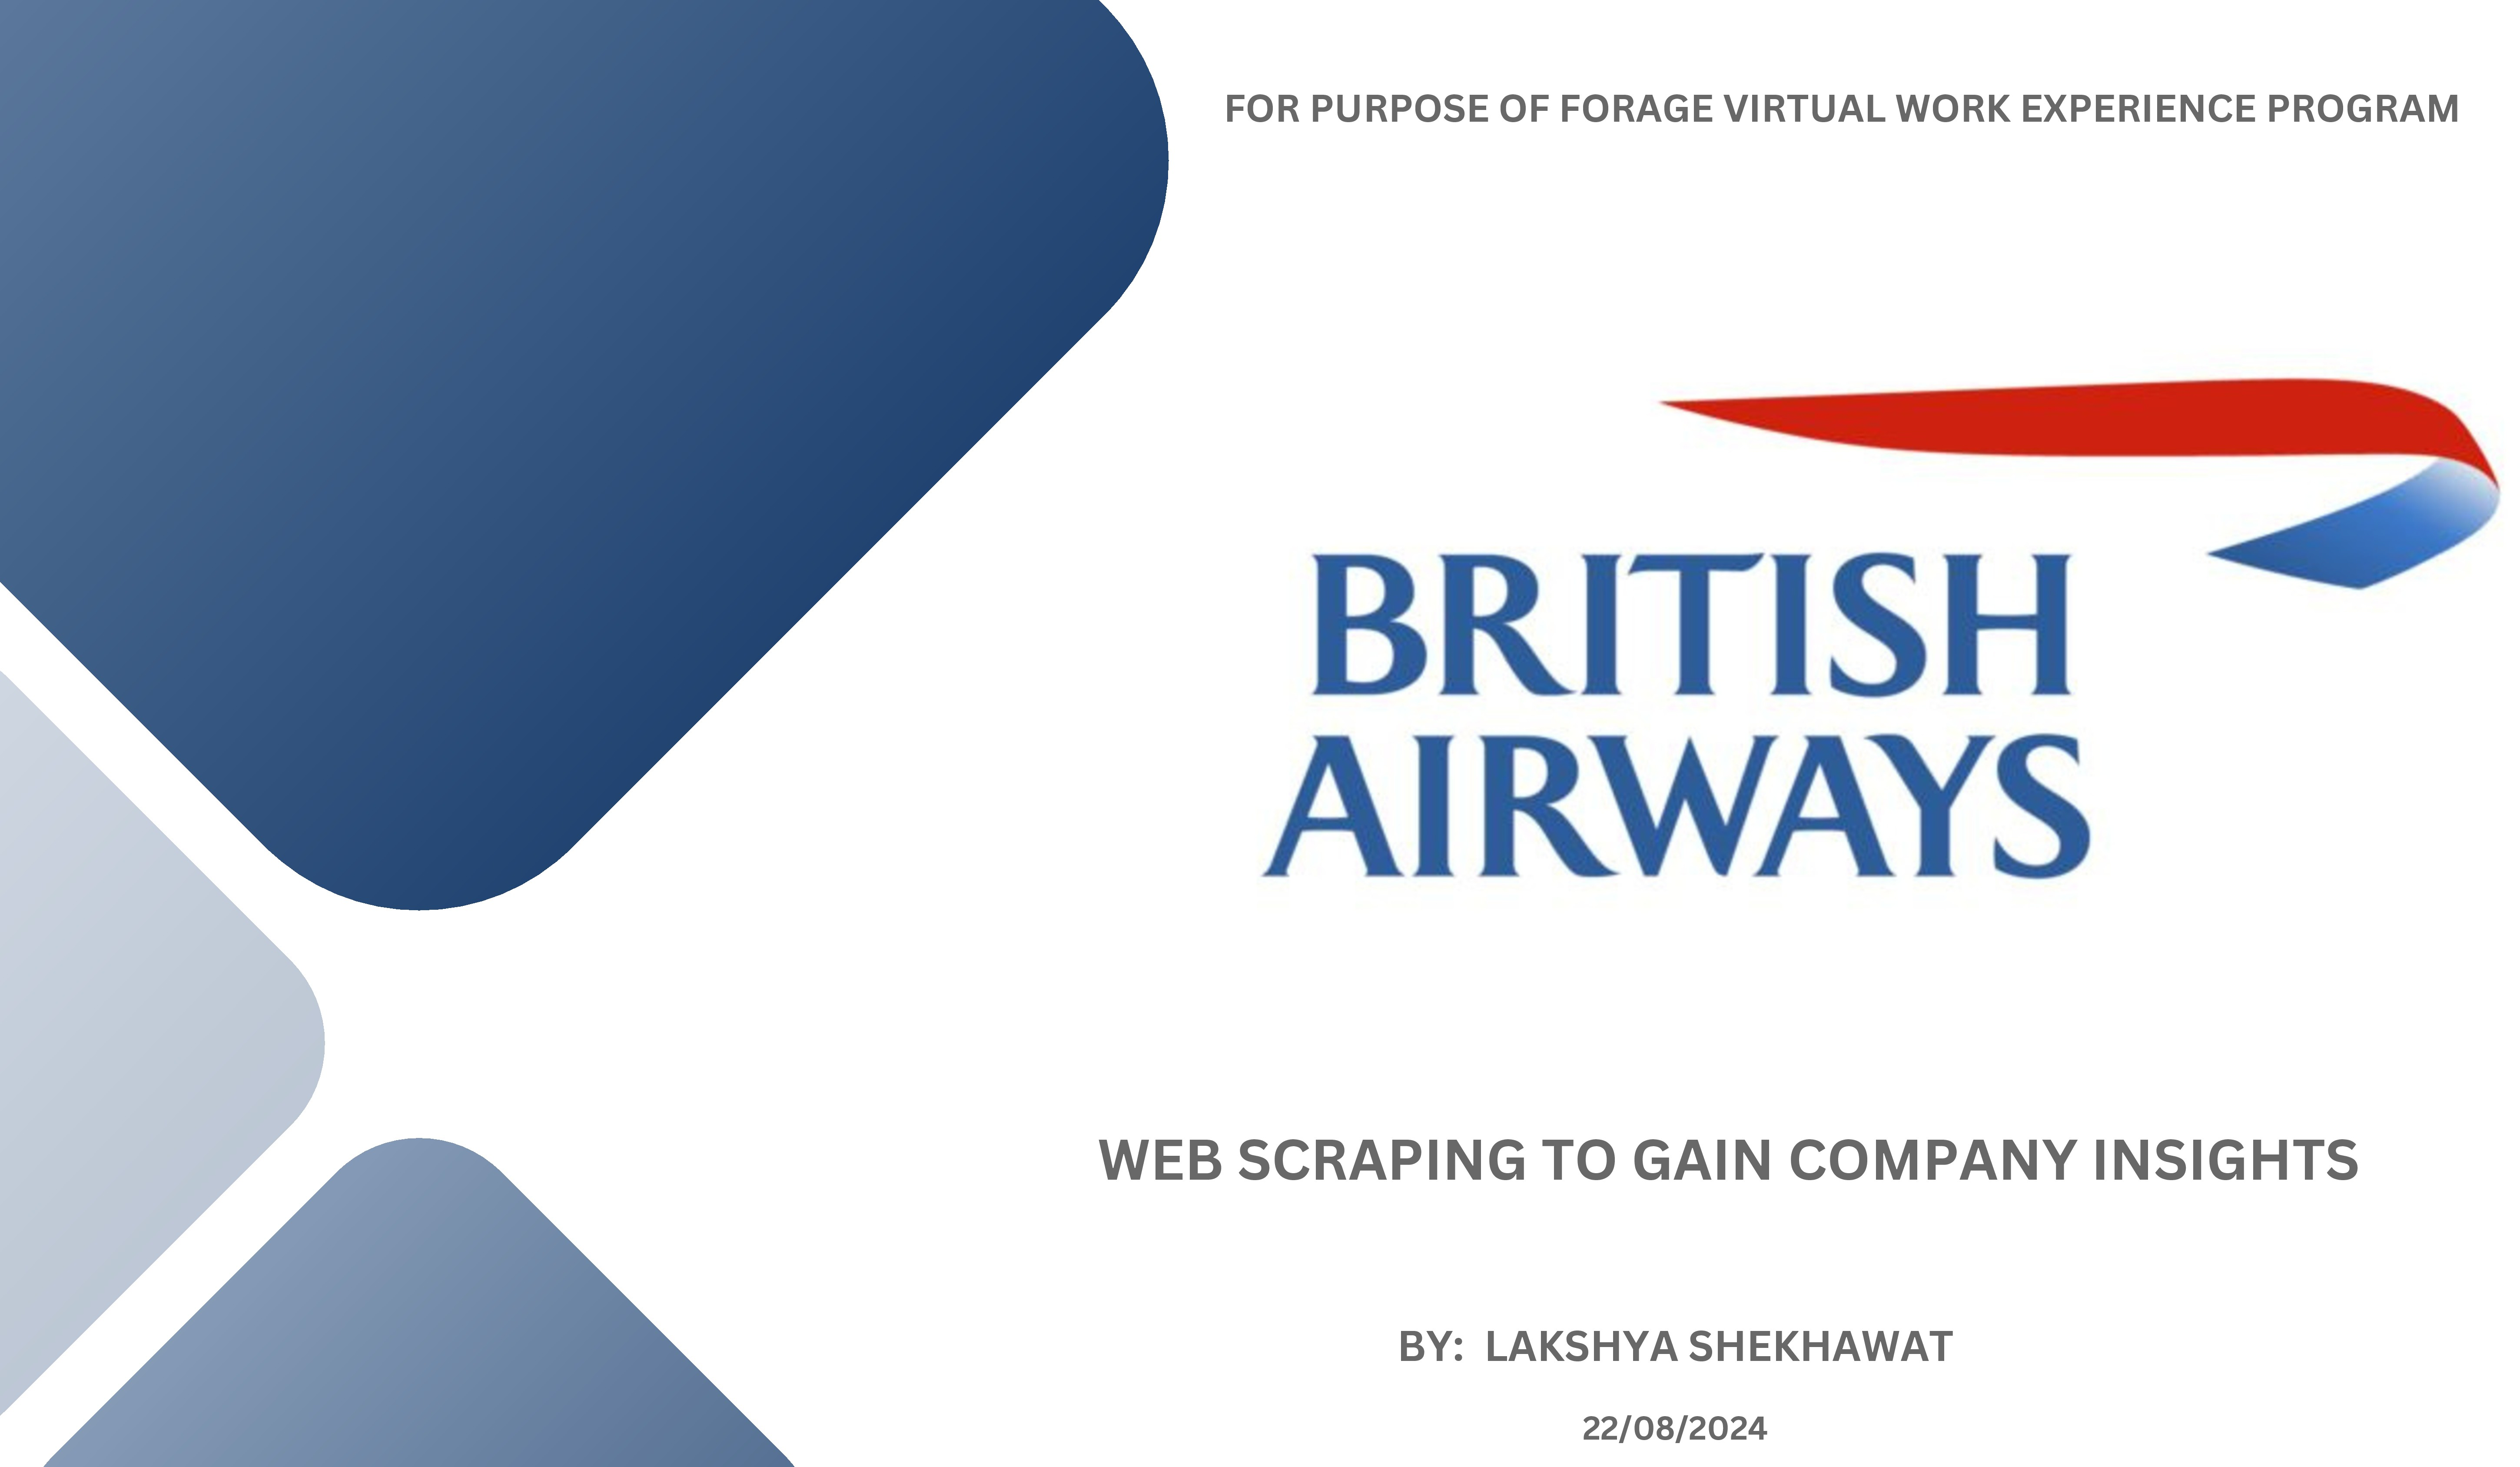 FOR PURPOSE OF FORAGE VIRTUAL WORK EXPERIENCE PROGRAM
BRITISH
AIRWAYS
WEB SCRAPING TO GAIN COMPANY INSIGHTS
BY: LAKSHYA SHEKHAWAT
22/08/2024